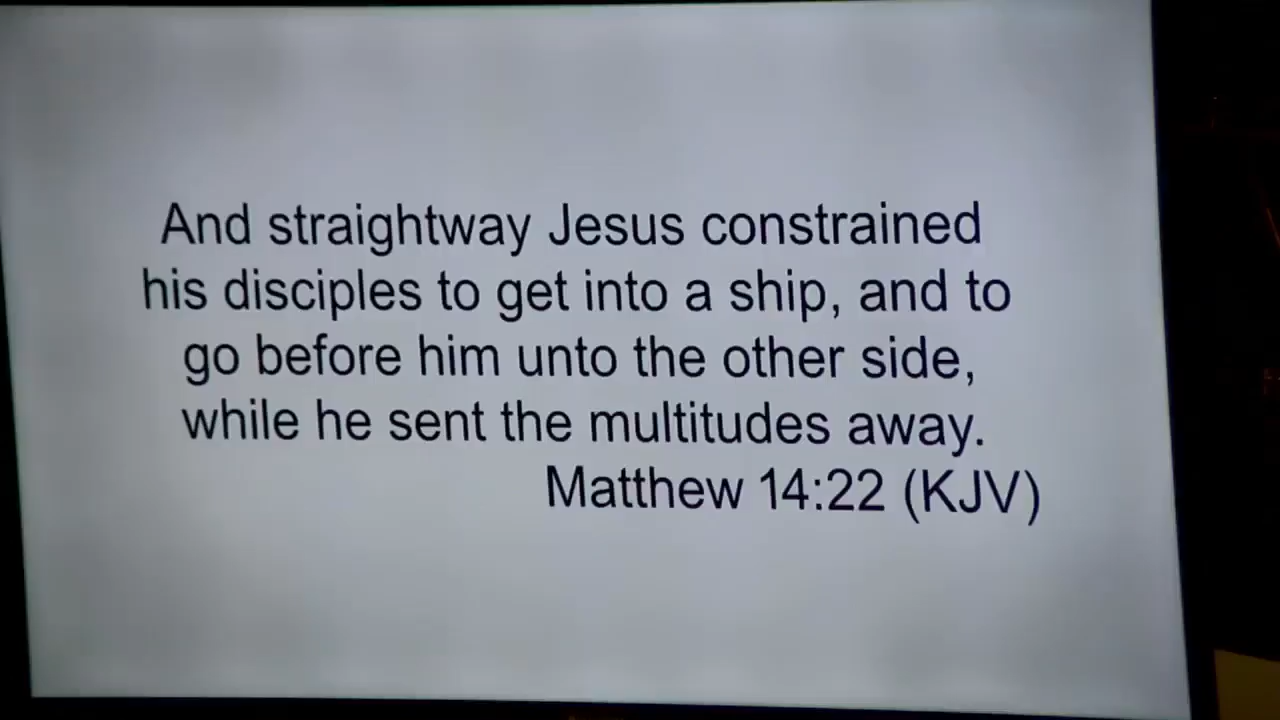 And straightway Jesus constrained
his disciples to get into a ship, and to
go before him unto the other side,
while he sent the multitudes away.
Matthew 14:22 (KJV)